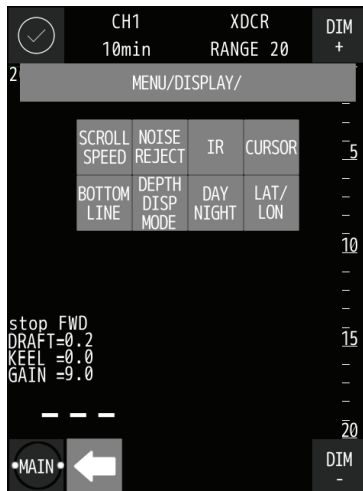 CH1 XDCR DIM
10min RANGE 20 +
2
MENU/DISPLAY/
SCROLL SPEED
NOISE REJECT
IR
CURSOR
BOTTOM LINE
DEPTH DISP MODE
DAY NIGHT
LAT/ LON
5
10
15
20
stop FWD
DRAFT=0.2
KEEL =0.0
GAIN =9.0
– – –
MAIN
DIM
-